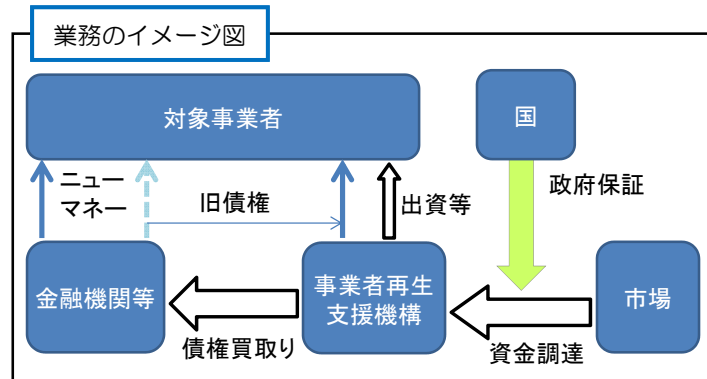 業務のイメージ図
対象事業者
国
ニュー
マネー
旧債権
出資等
政府保証
金融機関等
事業者再生
支援機構
市場
債権買取り
資金調達